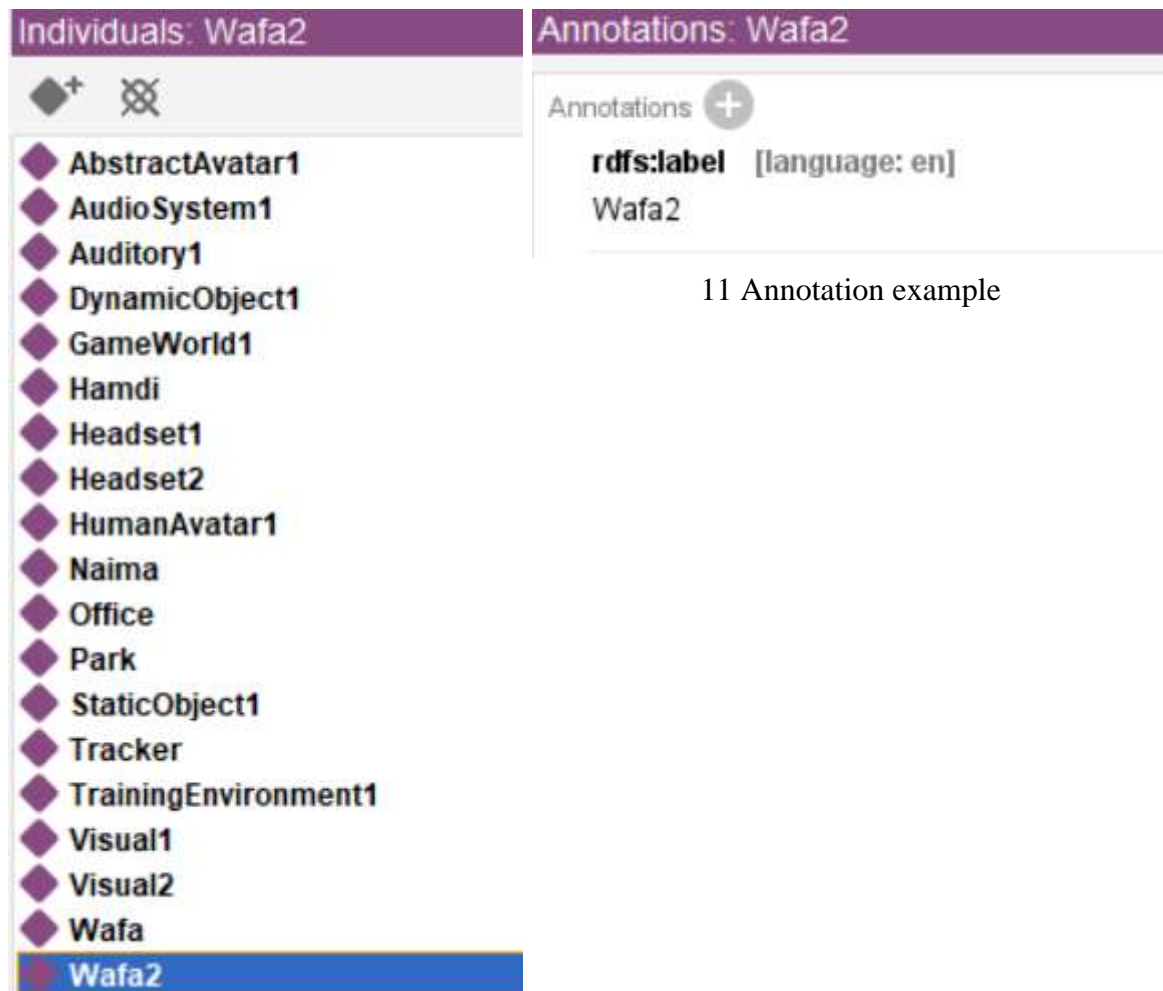 Individuals: Wafa2
AbstractAvatar1
AudioSystem1
Auditory1
DynamicObject1
GameWorld1
Hamdi
Headset1
Headset2
HumanAvatar1
Naima
Office
Park
StaticObject1
Tracker
TrainingEnvironment1
Visual1
Visual2
Wafa
Wafa2
Annotations: Wafa2
Annotations
rdfs:label [language: en]
Wafa2
11 Annotation example